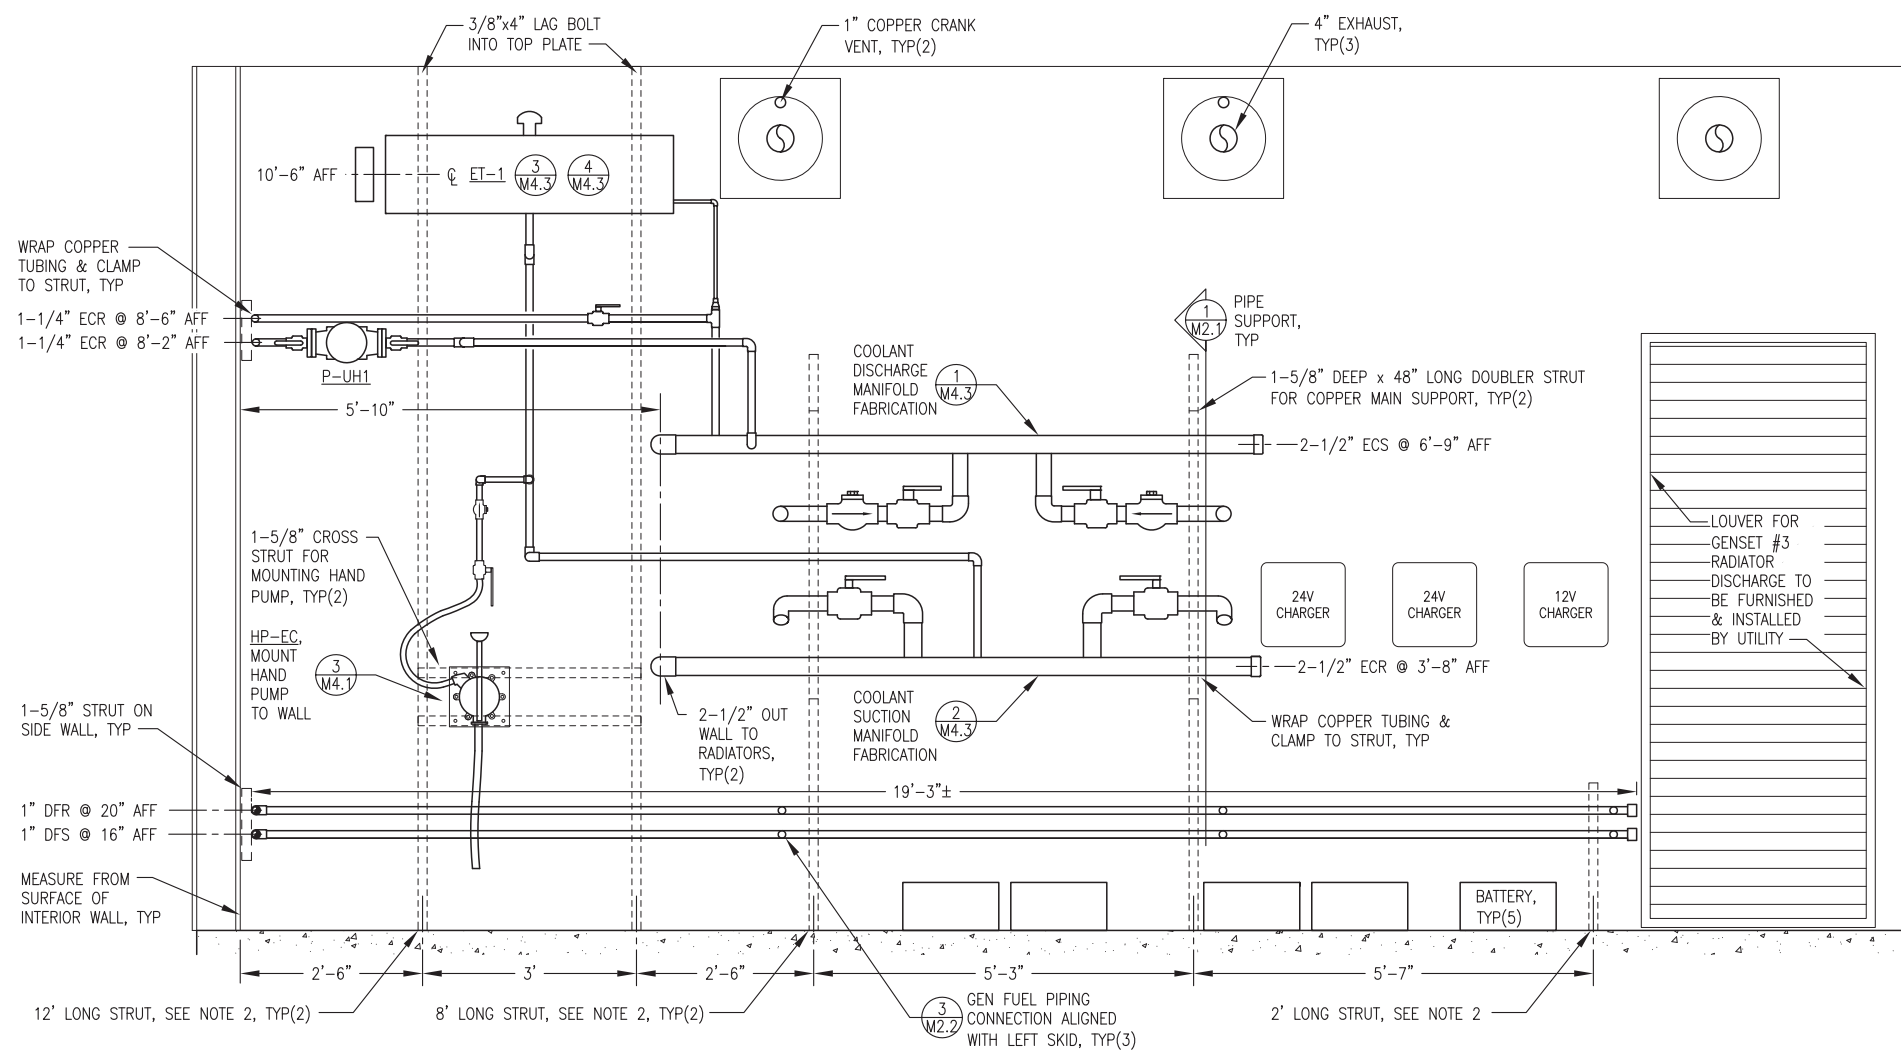 3/8"x4" LAG BOLT
INTO TOP PLATE
1" COPPER CRANK
VENT, TYP(2)
4" EXHAUST,
TYP(3)
10'-6" AFF
℄ ET-1
3
M4.3
4
M4.3
WRAP COPPER
TUBING & CLAMP
TO STRUT, TYP
1-1/4" ECR @ 8'-6" AFF
1-1/4" ECR @ 8'-2" AFF
P-UH1
5'-10"
COOLANT
DISCHARGE
MANIFOLD
FABRICATION
1
M4.3
1
M2.1
PIPE
SUPPORT,
TYP
1-5/8" DEEP x 48" LONG DOUBLER STRUT
FOR COPPER MAIN SUPPORT, TYP(2)
2-1/2" ECS @ 6'-9" AFF
1-5/8" CROSS
STRUT FOR
MOUNTING HAND
PUMP, TYP(2)
LOUVER FOR
GENSET #3
RADIATOR
DISCHARGE TO
BE FURNISHED
& INSTALLED
BY UTILITY
24V
CHARGER
24V
CHARGER
12V
CHARGER
HP-EC,
MOUNT
HAND
PUMP
TO WALL
3
M4.1
2-1/2" ECR @ 3'-8" AFF
1-5/8" STRUT ON
SIDE WALL, TYP
2-1/2" OUT
WALL TO
RADIATORS,
TYP(2)
COOLANT
SUCTION
MANIFOLD
FABRICATION
2
M4.3
WRAP COPPER TUBING &
CLAMP TO STRUT, TYP
19'-3"±
1" DFR @ 20" AFF
1" DFS @ 16" AFF
MEASURE FROM
SURFACE OF
INTERIOR WALL, TYP
BATTERY,
TYP(5)
2'-6"
3'
2'-6"
5'-3"
5'-7"
12' LONG STRUT, SEE NOTE 2, TYP(2)
8' LONG STRUT, SEE NOTE 2, TYP(2)
3
M2.2
GEN FUEL PIPING
CONNECTION ALIGNED
WITH LEFT SKID, TYP(3)
2' LONG STRUT, SEE NOTE 2